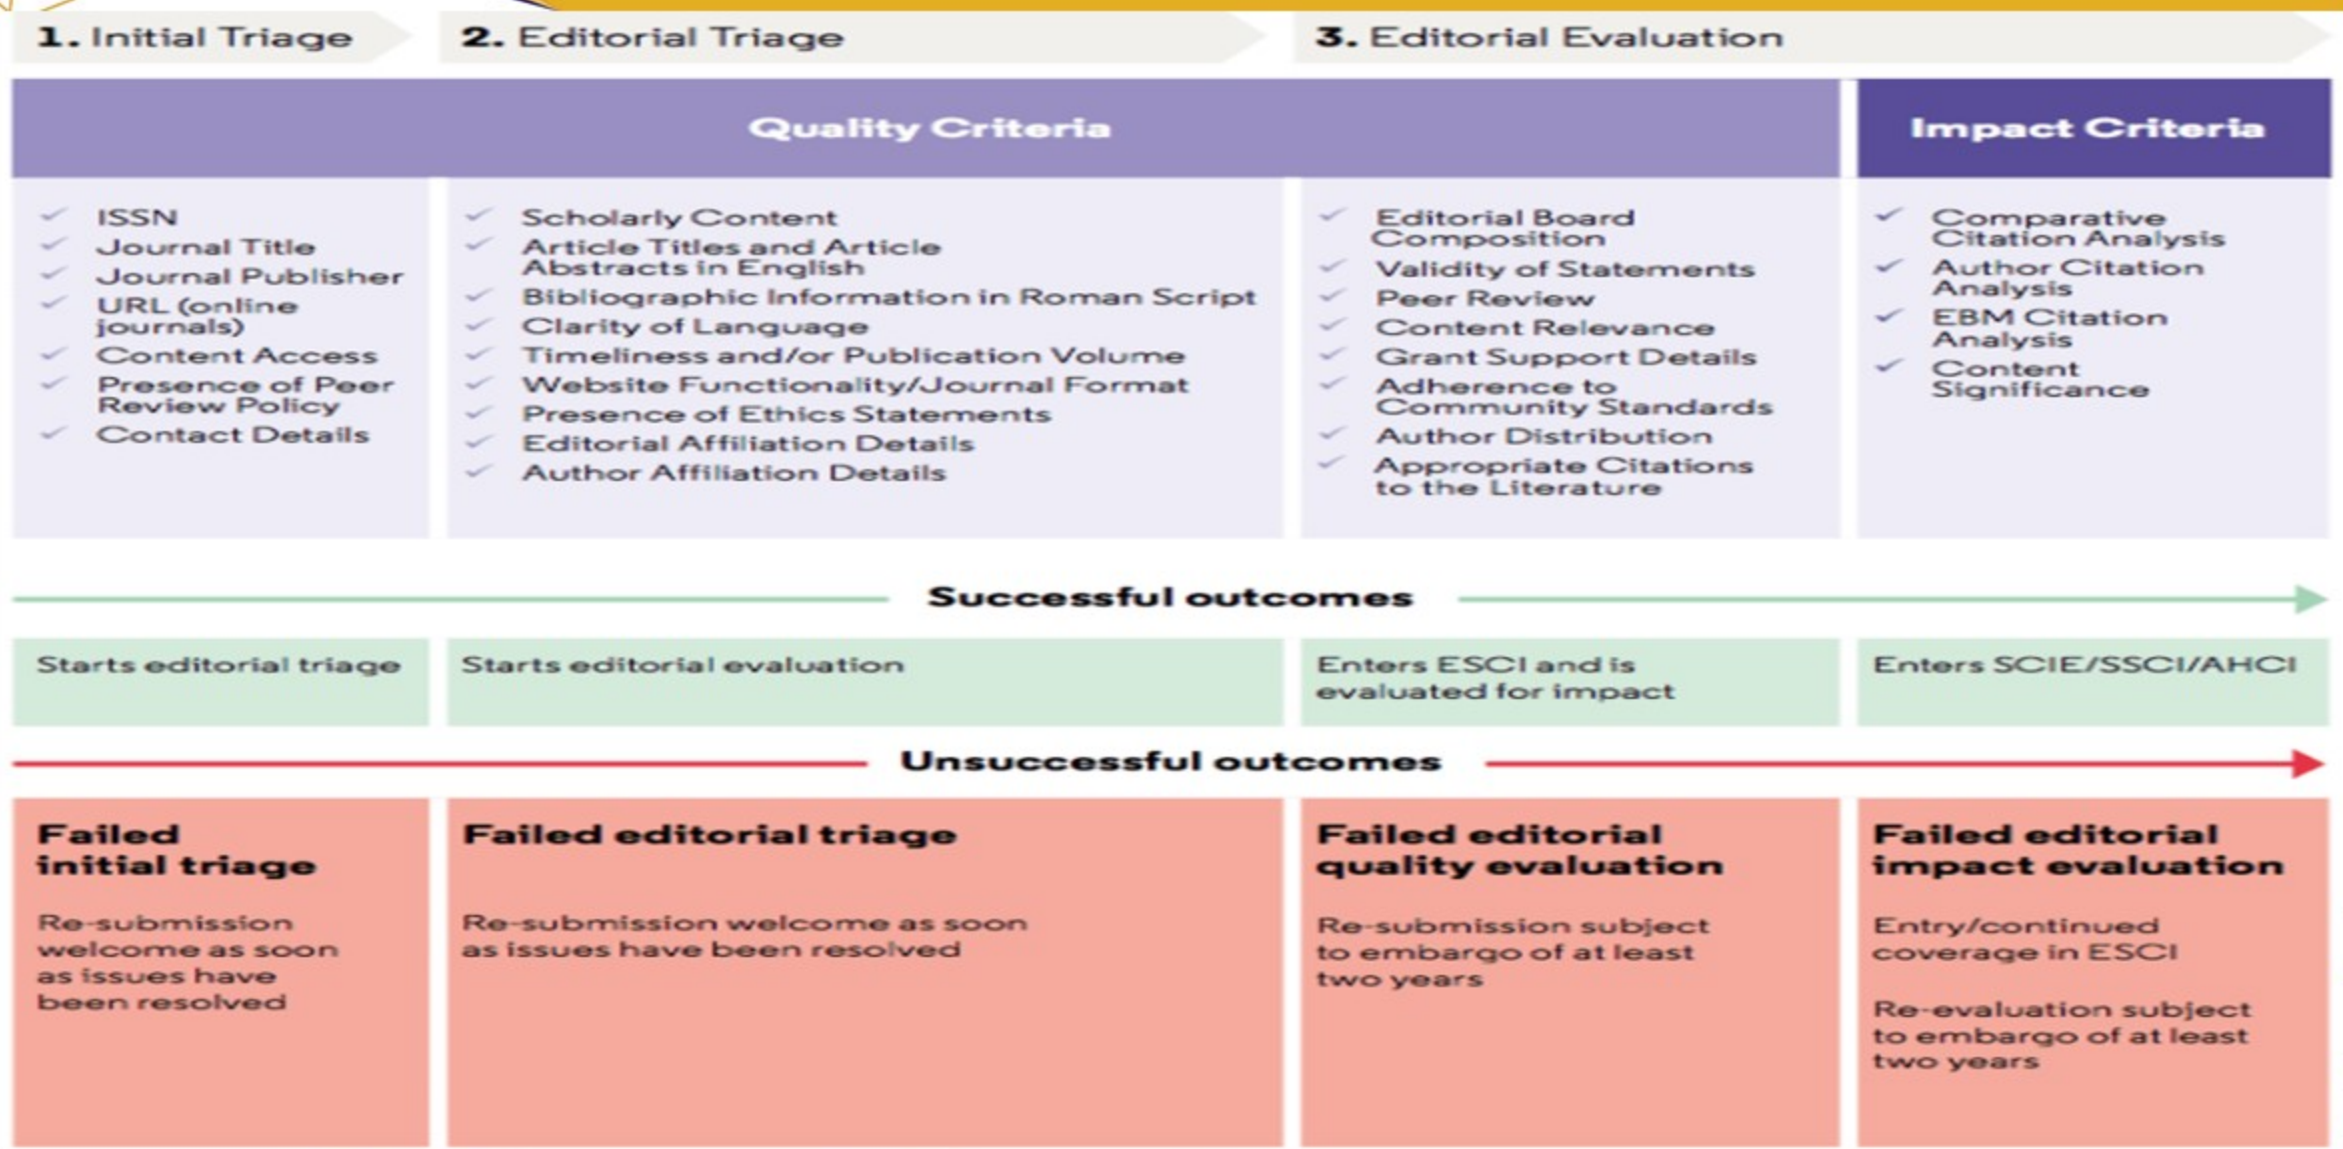 1. Initial Triage
2. Editorial Triage
3. Editorial Evaluation
Quality Criteria
Impact Criteria
ISSN
Journal Title
Journal Publisher
URL (online
journals)
Content Access
Presence of Peer
Review Policy
Contact Details
Scholarly Content
Article Titles and Article
Abstracts in English
Bibliographic Information in Roman Script
Clarity of Language
Timeliness and/or Publication Volume
Website Functionality/Journal Format
Presence of Ethics Statements
Editorial Affiliation Details
Author Affiliation Details
Editorial Board
Composition
Validity of Statements
Peer Review
Content Relevance
Grant Support Details
Adherence to
Community Standards
Author Distribution
Appropriate Citations
to the Literature
Comparative
Citation Analysis
Author Citation
Analysis
EBM Citation
Analysis
Content
Significance
Successful outcomes
Starts editorial triage
Starts editorial evaluation
Enters ESCI and is
evaluated for impact
Enters SCIE/SSCI/AHCI
Unsuccessful outcomes
Failed
initial triage
Re-submission
welcome as soon
as issues have
been resolved
Failed editorial triage
Re-submission welcome as soon
as issues have been resolved
Failed editorial
quality evaluation
Re-submission subject
to embargo of at least
two years
Failed editorial
impact evaluation
Entry/continued
coverage in ESCI
Re-evaluation subject
to embargo of at least
two years